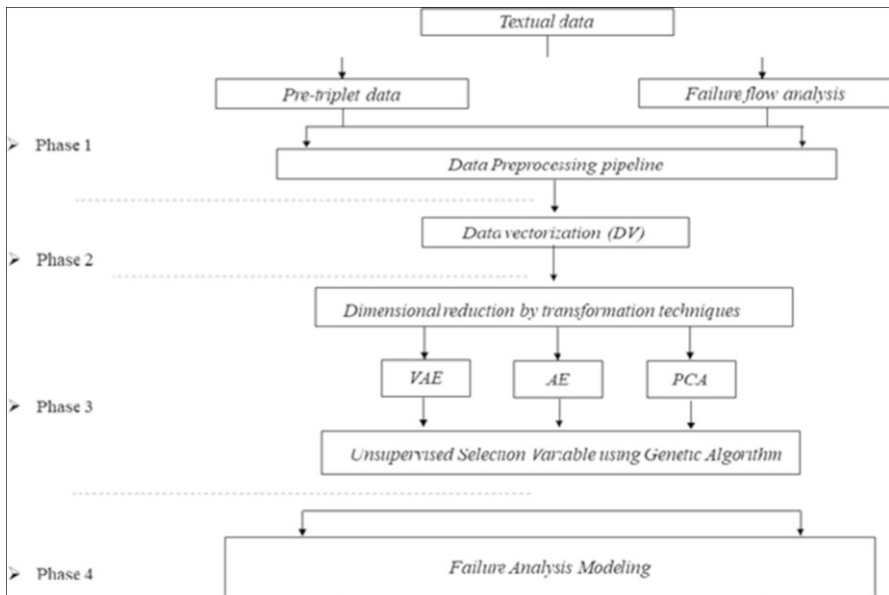 Textual data
Pre-triplet data
Failure flow analysis
➢ Phase 1
Data Preprocessing pipeline
Data vectorization (DV)
➢ Phase 2
Dimensional reduction by transformation techniques
VAE
AE
PCA
➢ Phase 3
Unsupervised Selection Variable using Genetic Algorithm
Failure Analysis Modeling
➢ Phase 4